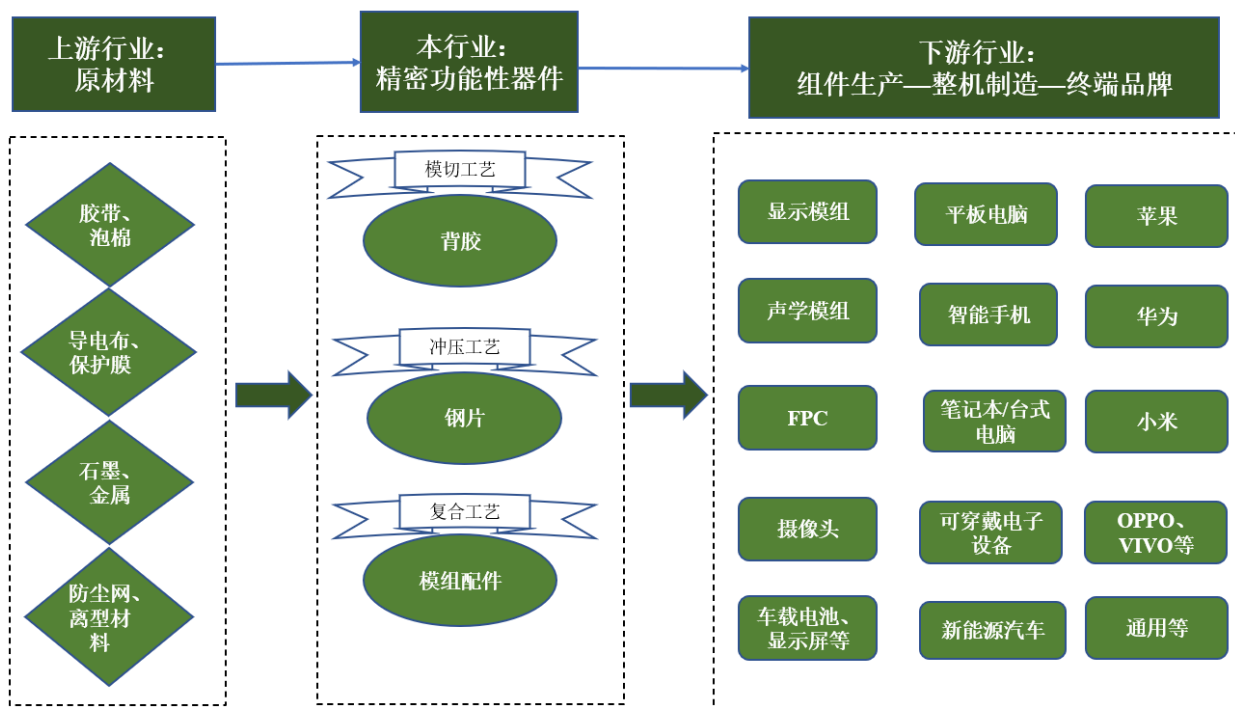 上游行业：
原材料
本行业：
精密功能性器件
下游行业：
组件生产—整机制造—终端品牌
胶带、
泡棉
导电布、
保护膜
石墨、
金属
防尘网、
离型材
料
模切工艺
背胶
冲压工艺
钢片
复合工艺
模组配件
显示模组
平板电脑
苹果
声学模组
智能手机
华为
FPC
笔记本/台式
电脑
小米
摄像头
可穿戴电子
设备
OPPO、
VIVO等
车载电池、
显示屏等
新能源汽车
通用等